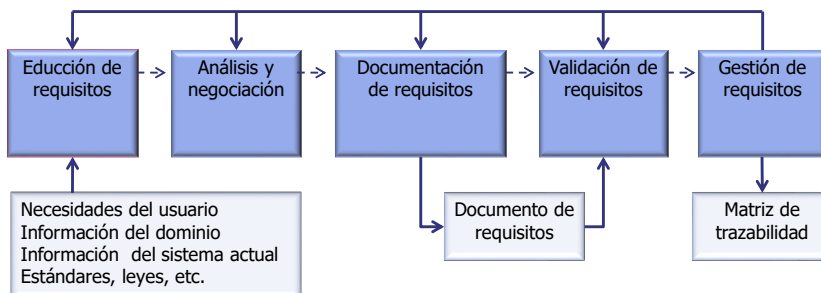 Educción de
requisitos
Análisis y
negociación
Documentación
de requisitos
Validación de
requisitos
Gestión de
requisitos
Necesidades del usuario
Información del dominio
Información del sistema actual
Estándares, leyes, etc.
Documento de
requisitos
Matriz de
trazabilidad